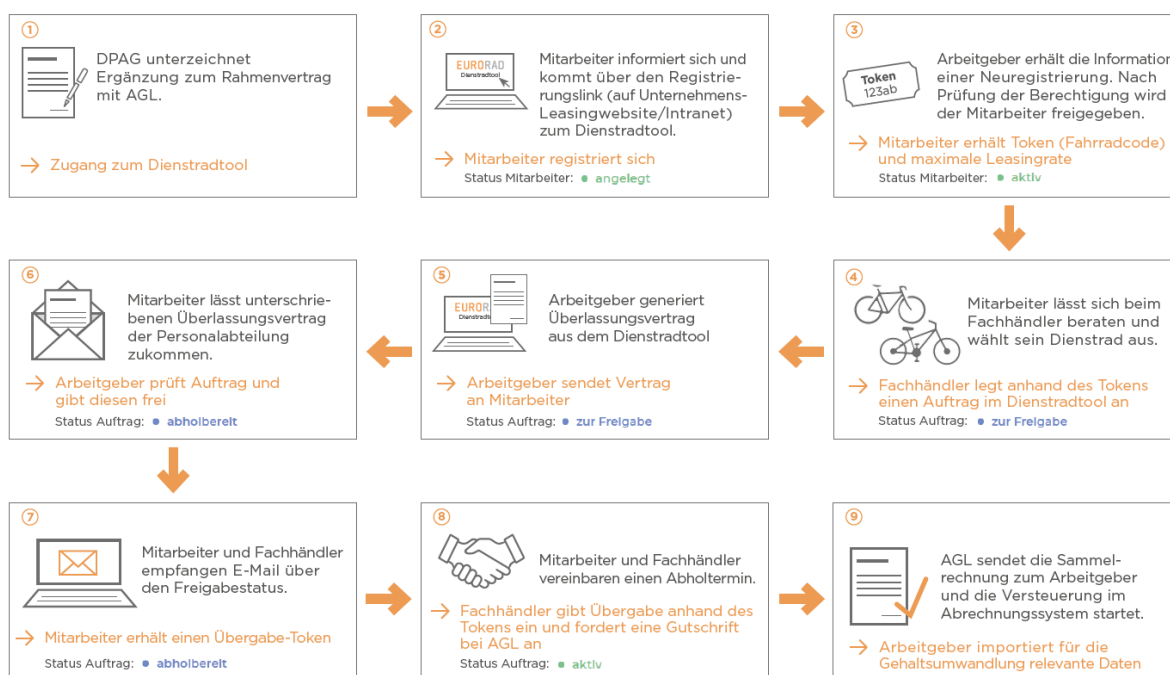 ①
DPAG unterzeichnet
Ergänzung zum Rahmenvertrag
mit AGL.
→ Zugang zum Dienstradtool
②
EURORAD
Dienstradtool
Mitarbeiter informiert sich und
kommt über den Registrie-
rungslink (auf Unternehmens-
Leasingwebsite/Intranet)
zum Dienstradtool.
→ Mitarbeiter registriert sich
Status Mitarbeiter: • angelegt
③
Token
123ab
Arbeitgeber erhält die Information
einer Neuregistrierung. Nach
Prüfung der Berechtigung wird
der Mitarbeiter freigegeben.
→ Mitarbeiter erhält Token (Fahrradcode)
und maximale Leasingrate
Status Mitarbeiter: • aktiv
④
Mitarbeiter lässt sich beim
Fachhändler beraten und
wählt sein Dienstrad aus.
→ Fachhändler legt anhand des Tokens
einen Auftrag im Dienstradtool an
Status Auftrag: • zur Freigabe
⑤
EURORA
Dienstradt
Arbeitgeber generiert
Überlassungsvertrag
aus dem Dienstradtool
→ Arbeitgeber sendet Vertrag
an Mitarbeiter
Status Auftrag: • zur Freigabe
⑥
Mitarbeiter lässt unterschrie-
benen Überlassungsvertrag
der Personalabteilung
zukommen.
→ Arbeitgeber prüft Auftrag und
gibt diesen frei
Status Auftrag: • abholbereit
⑦
Mitarbeiter und Fachhändler
empfangen E-Mail über
den Freigabestatus.
→ Mitarbeiter erhält einen Übergabe-Token
Status Auftrag: • abholbereit
⑧
Mitarbeiter und Fachhändler
vereinbaren einen Abholtermin.
→ Fachhändler gibt Übergabe anhand des
Tokens ein und fordert eine Gutschrift
bei AGL an
Status Auftrag: • aktiv
⑨
AGL sendet die Sammel-
rechnung zum Arbeitgeber
und die Versteuerung im
Abrechnungssystem startet.
→ Arbeitgeber importiert für die
Gehaltsumwandlung relevante Daten